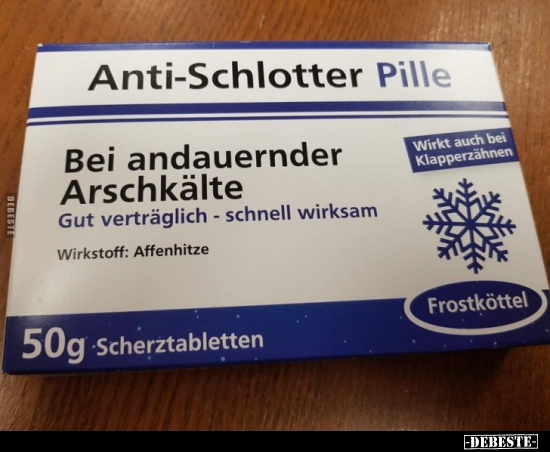 Anti-Schlotter Pille
Wirkt auch bei
Klapperzähnen
Bei andauernder
Arschkälte
Gut verträglich - schnell wirksam
Wirkstoff: Affenhitze
Frostköttel
50g Scherztabletten
DEBESTE
-DEBESTE-